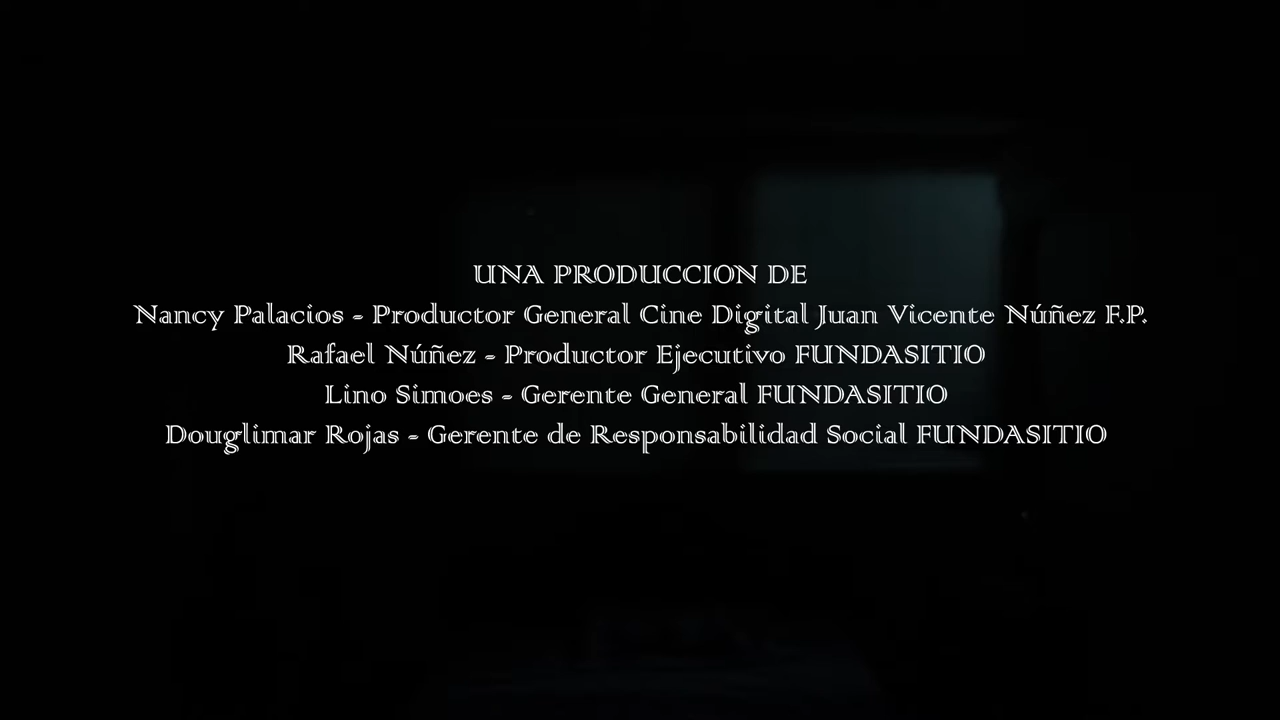 UNA PRODUCCION DE
Nancy Palacios - Productor General Cine Digital Juan Vicente Núñez F.P.
Rafael Núñez - Productor Ejecutivo FUNDASITIO
Lino Simoes - Gerente General FUNDASITIO
Douglimar Rojas - Gerente de Responsabilidad Social FUNDASITIO